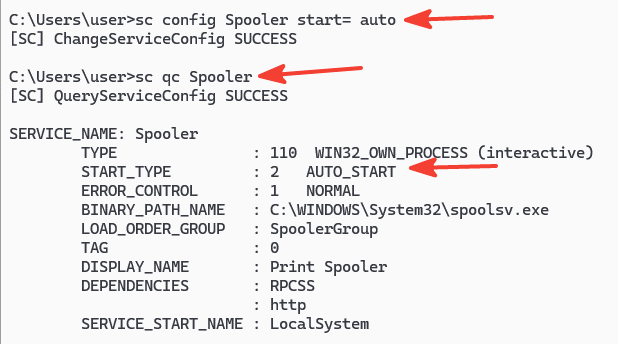 C:\Users\user>sc config Spooler start= auto
[SC] ChangeServiceConfig SUCCESS
C:\Users\user>sc qc Spooler
[SC] QueryServiceConfig SUCCESS
SERVICE_NAME: Spooler
        TYPE               : 110  WIN32_OWN_PROCESS (interactive)
        START_TYPE         : 2   AUTO_START
        ERROR_CONTROL      : 1   NORMAL
        BINARY_PATH_NAME   : C:\WINDOWS\System32\spoolsv.exe
        LOAD_ORDER_GROUP   : SpoolerGroup
        TAG                : 0
        DISPLAY_NAME       : Print Spooler
        DEPENDENCIES       : RPCSS
                           : http
        SERVICE_START_NAME : LocalSystem